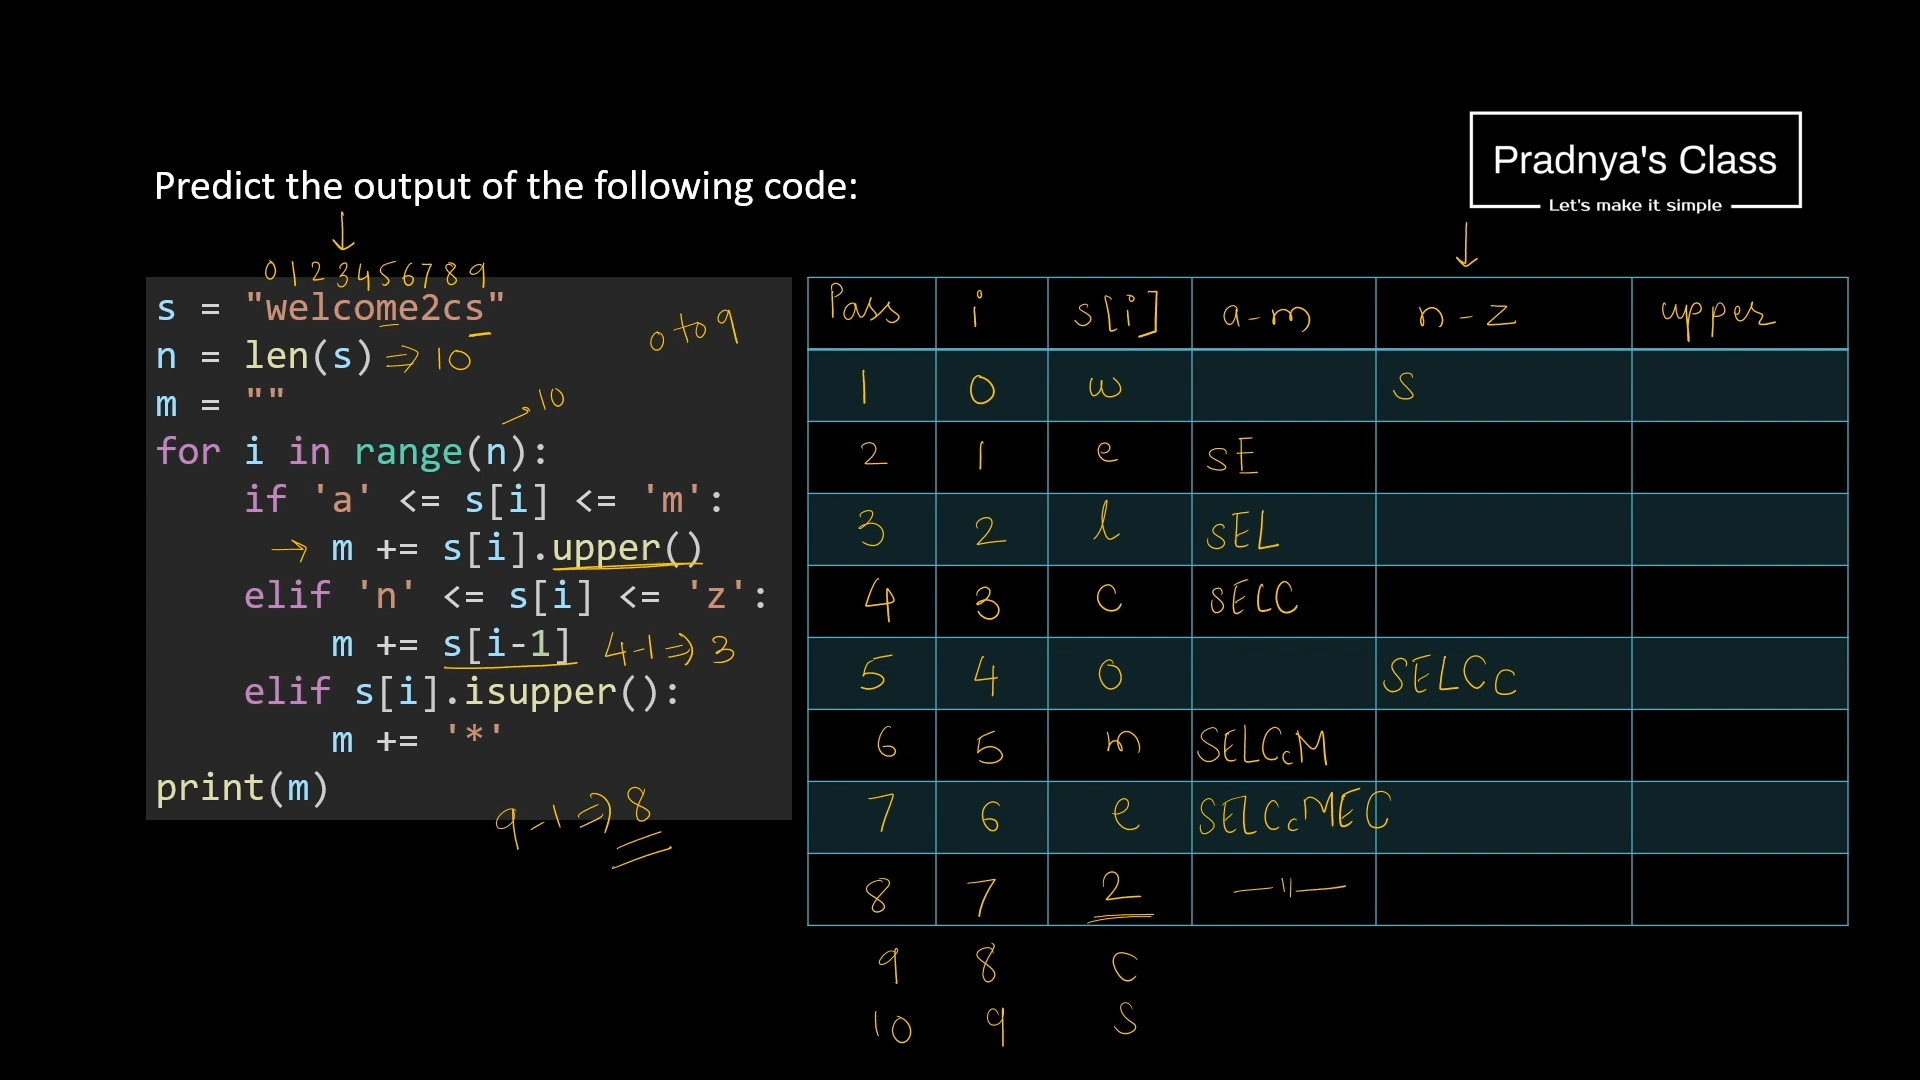 Pradnya's Class
Let's make it simple
Predict the output of the following code:
0 1 2 3 4 5 6 7 8 9
s = "welcome2cs"
0 to 9
n = len(s) => 10
m = ""
10
for i in range(n):
if 'a' <= s[i] <= 'm':
→ m += s[i].upper()
elif 'n' <= s[i] <= 'z':
m += s[i-1] 4-1 => 3
elif s[i].isupper():
m += '*'
print(m)
9-1 => 8
Pass i s[i] a-m n-z upper
1 0 w s
2 1 e sE
3 2 l sEL
4 3 c sELC
5 4 o SELCc
6 5 m SELCcM
7 6 e SELCcMEC
8 7 2 —"—
9 8 c
10 9 s